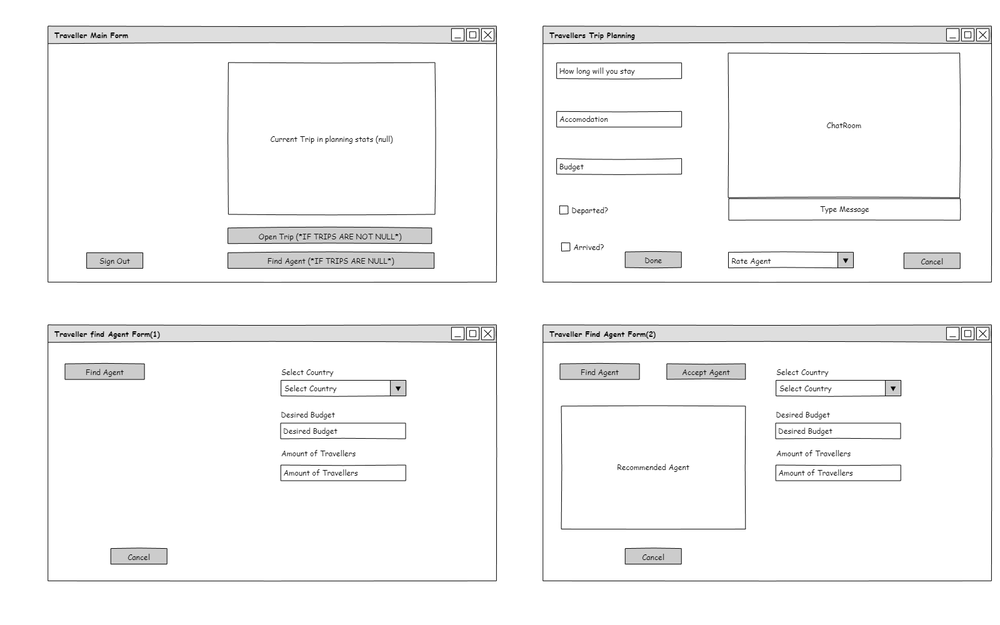 Traveller Main Form
Current Trip in planning stats (null)
Open Trip (*IF TRIPS ARE NOT NULL*)
Sign Out
Find Agent (*IF TRIPS ARE NULL*)
Travellers Trip Planning
How long will you stay
Accomodation
Budget
Departed?
Arrived?
Done
ChatRoom
Type Message
Rate Agent
Cancel
Traveller find Agent Form(1)
Find Agent
Select Country
Select Country
Desired Budget
Desired Budget
Amount of Travellers
Amount of Travellers
Cancel
Traveller Find Agent Form(2)
Find Agent
Accept Agent
Recommended Agent
Select Country
Select Country
Desired Budget
Desired Budget
Amount of Travellers
Amount of Travellers
Cancel